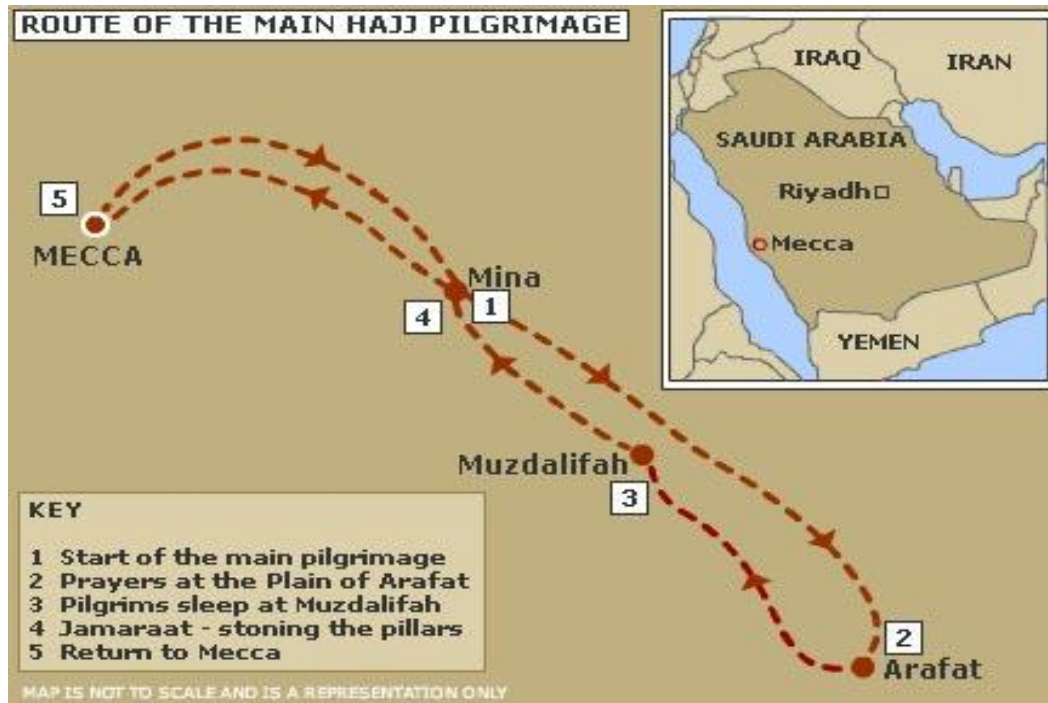 ROUTE OF THE MAIN HAJJ PILGRIMAGE
IRAQ
IRAN
SAUDI ARABIA
Riyadh
Mecca
YEMEN
5
MECCA
Mina
1
4
Muzdalifah
3
2
Arafat
KEY
1 Start of the main pilgrimage
2 Prayers at the Plain of Arafat
3 Pilgrims sleep at Muzdalifah
4 Jamaraat - stoning the pillars
5 Return to Mecca
MAP IS NOT TO SCALE AND IS A REPRESENTATION ONLY